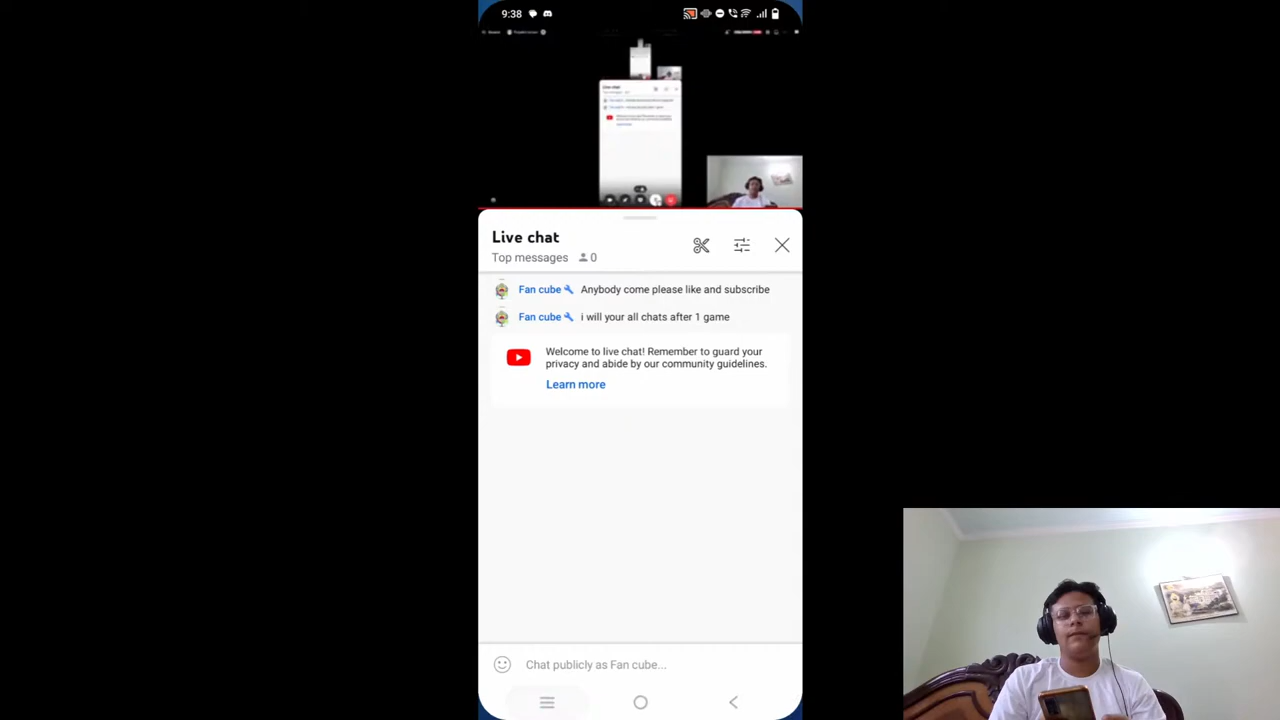 9:38
Live chat
Live chat
Top messages 0
Fan cube Anybody come please like and subscribe
Fan cube i will your all chats after 1 game
Welcome to live chat! Remember to guard your
privacy and abide by our community guidelines.
Learn more
Chat publicly as Fan cube...